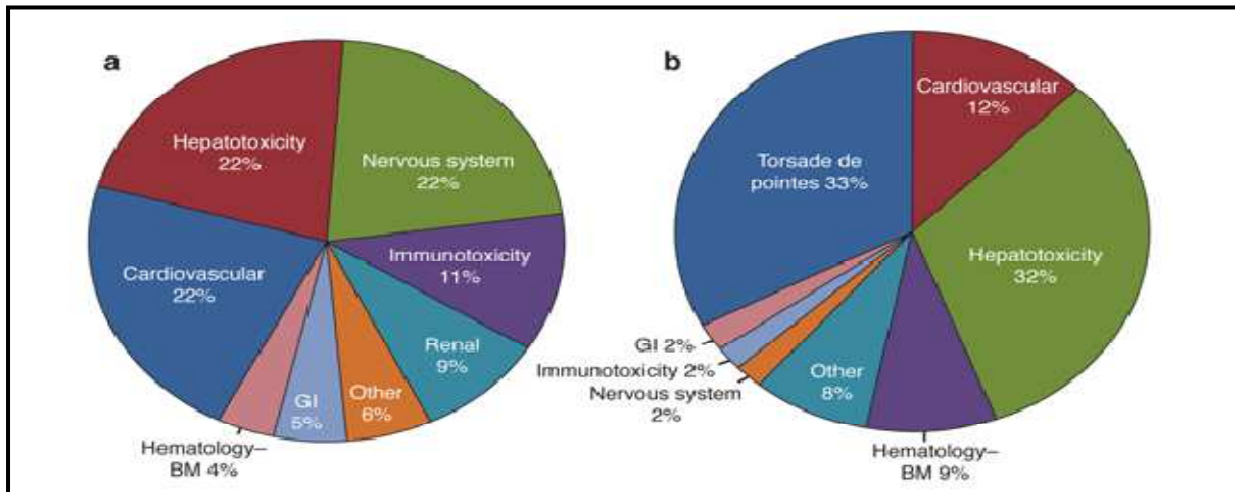 a
Hepatotoxicity
22%
Nervous system
22%
Immunotoxicity
11%
Cardiovascular
22%
Renal
9%
Other
6%
GI
5%
Hematology–
BM 4%
b
Cardiovascular
12%
Torsade de
pointes 33%
Hepatotoxicity
32%
GI 2%
Immunotoxicity 2%
Nervous system
2%
Other
8%
Hematology–
BM 9%